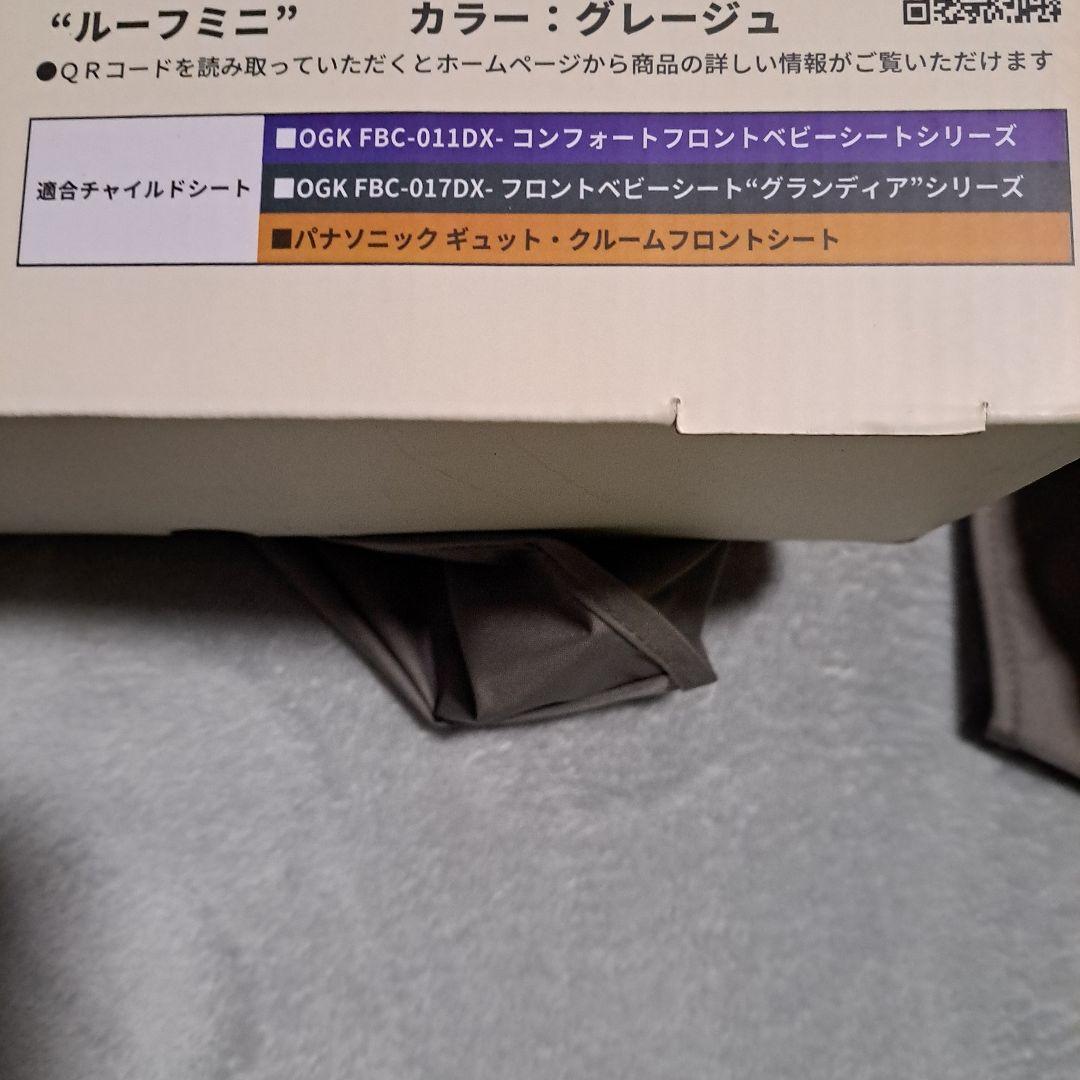 “ルーフミニ” カラー：グレージュ
●QRコードを読み取っていただくとホームページから商品の詳しい情報がご覧いただけます
適合チャイルドシート
■OGK FBC-011DX- コンフォートフロントベビーシートシリーズ
■OGK FBC-017DX- フロントベビーシート“グランディア”シリーズ
■パナソニック ギュット・クルームフロントシート